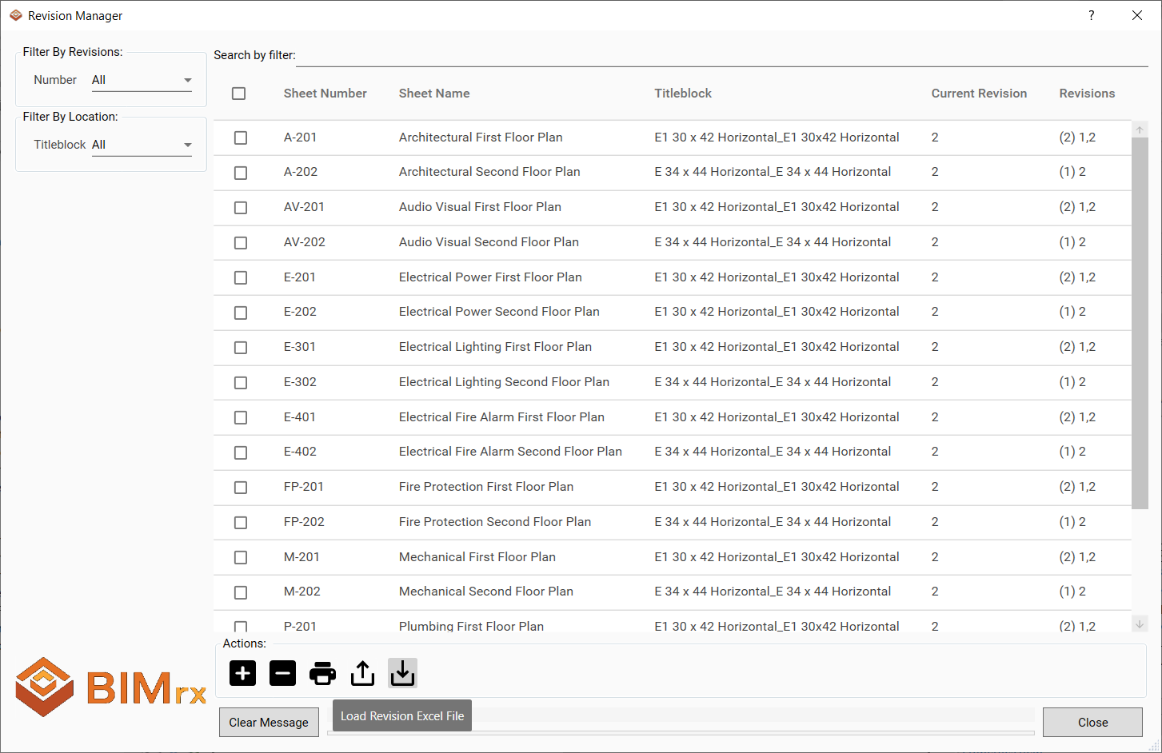 Revision Manager ?
Filter By Revisions:
Number All
Filter By Location:
Titleblock All
Search by filter:
Sheet Number Sheet Name Titleblock Current Revision Revisions
A-201 Architectural First Floor Plan E1 30 x 42 Horizontal_E1 30x42 Horizontal 2 (2) 1,2
A-202 Architectural Second Floor Plan E 34 x 44 Horizontal_E 34 x 44 Horizontal 2 (1) 2
AV-201 Audio Visual First Floor Plan E1 30 x 42 Horizontal_E1 30x42 Horizontal 2 (2) 1,2
AV-202 Audio Visual Second Floor Plan E 34 x 44 Horizontal_E 34 x 44 Horizontal 2 (1) 2
E-201 Electrical Power First Floor Plan E1 30 x 42 Horizontal_E1 30x42 Horizontal 2 (2) 1,2
E-202 Electrical Power Second Floor Plan E1 30 x 42 Horizontal_E1 30x42 Horizontal 2 (1) 2
E-301 Electrical Lighting First Floor Plan E1 30 x 42 Horizontal_E1 30x42 Horizontal 2 (2) 1,2
E-302 Electrical Lighting Second Floor Plan E 34 x 44 Horizontal_E 34 x 44 Horizontal 2 (1) 2
E-401 Electrical Fire Alarm First Floor Plan E1 30 x 42 Horizontal_E1 30x42 Horizontal 2 (2) 1,2
E-402 Electrical Fire Alarm Second Floor Plan E 34 x 44 Horizontal_E 34 x 44 Horizontal 2 (1) 2
FP-201 Fire Protection First Floor Plan E1 30 x 42 Horizontal_E1 30x42 Horizontal 2 (2) 1,2
FP-202 Fire Protection Second Floor Plan E 34 x 44 Horizontal_E 34 x 44 Horizontal 2 (1) 2
M-201 Mechanical First Floor Plan E1 30 x 42 Horizontal_E1 30x42 Horizontal 2 (2) 1,2
M-202 Mechanical Second Floor Plan E 34 x 44 Horizontal_E 34 x 44 Horizontal 2 (1) 2
P-201 Plumbing First Floor Plan E1 30 x 42 Horizontal_E1 30x42 Horizontal 2 (2) 1,2
Actions:
BIMrx
Clear Message Load Revision Excel File Close